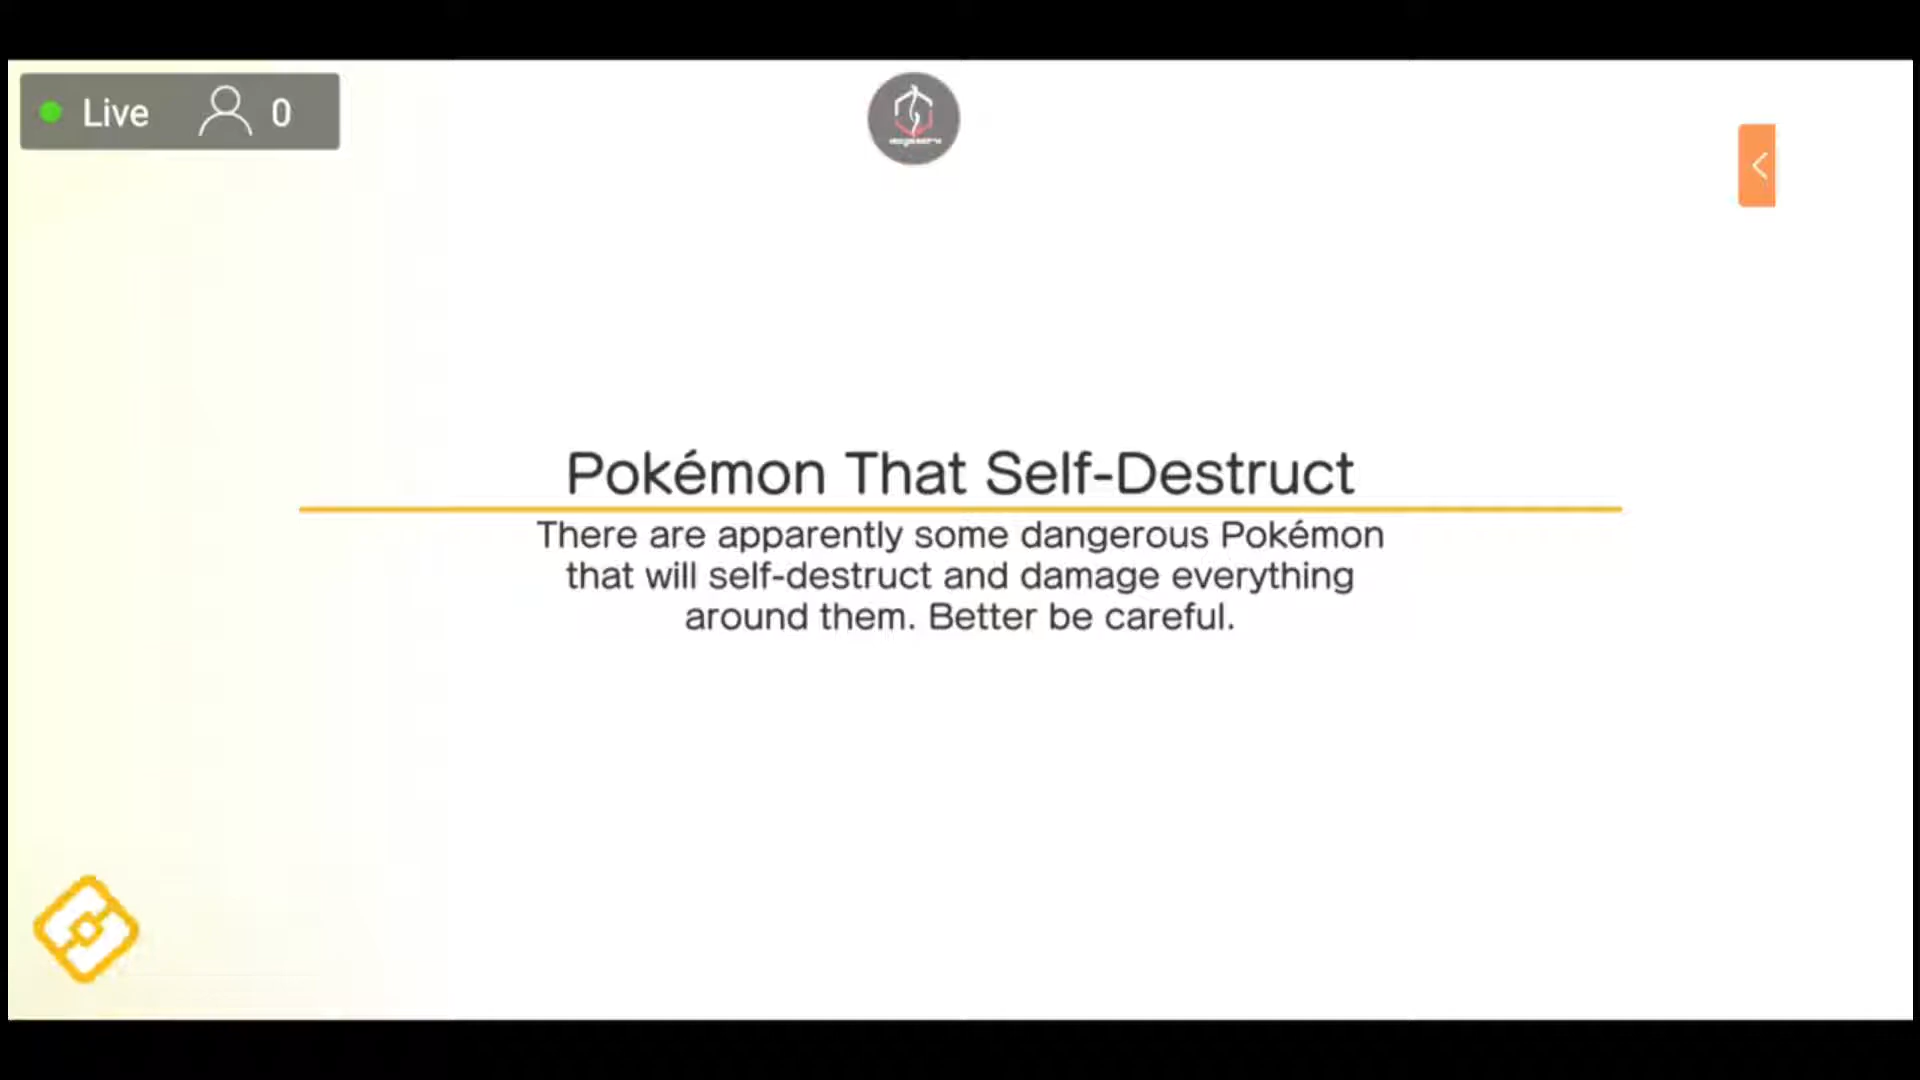 Live 0
Pokémon That Self-Destruct
There are apparently some dangerous Pokémon
that will self-destruct and damage everything
around them. Better be careful.